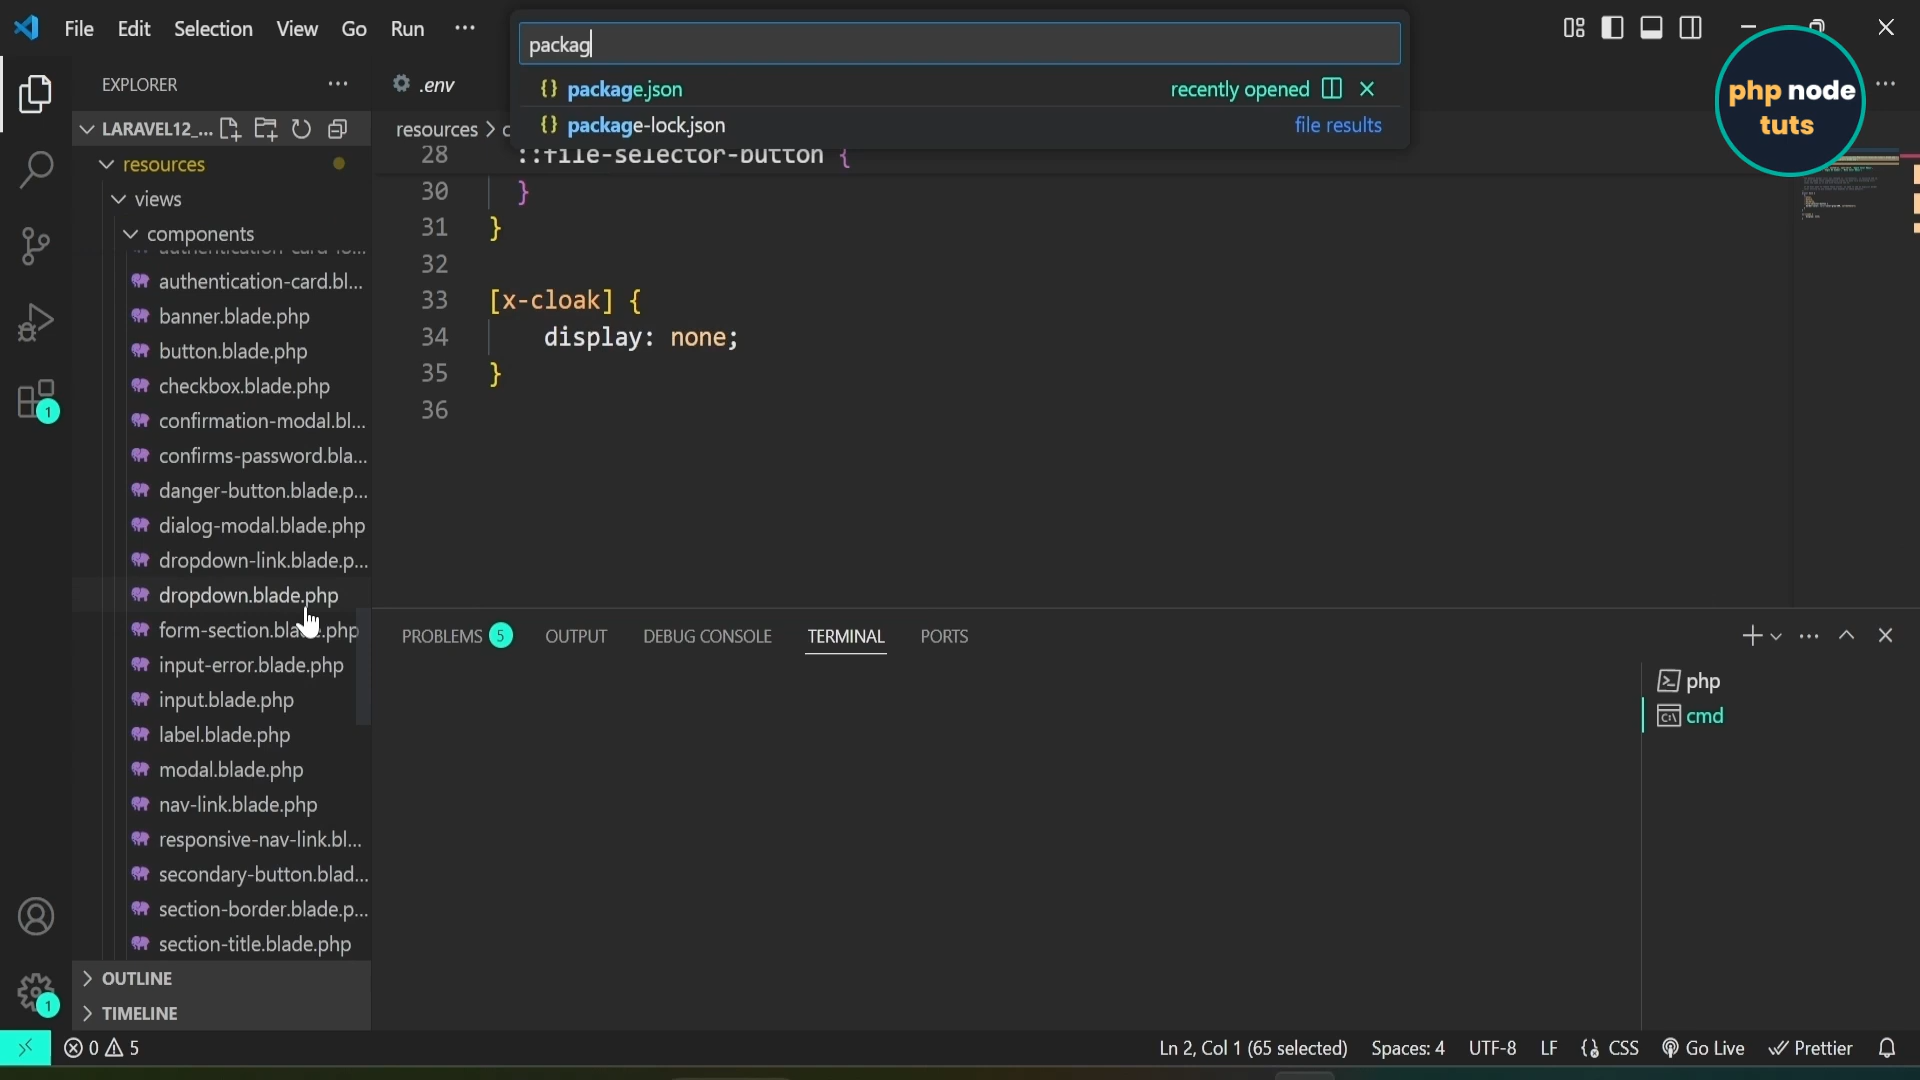 File Edit Selection View Go Run ...
packag
package.json recently opened
package-lock.json file results
php node
tuts
EXPLORER ...
.env
LARAVEL12_...
resources > c
resources
views
components
authentication-card.bl...
banner.blade.php
button.blade.php
checkbox.blade.php
confirmation-modal.bl...
confirms-password.bla...
danger-button.blade.p...
dialog-modal.blade.php
dropdown-link.blade.p...
dropdown.blade.php
form-section.blade.php
input-error.blade.php
input.blade.php
label.blade.php
modal.blade.php
nav-link.blade.php
responsive-nav-link.bl...
secondary-button.blad...
section-border.blade.p...
section-title.blade.php
OUTLINE
TIMELINE
28 ::file-selector-button {
30 }
31 }
32
33 [x-cloak] {
34 display: none;
35 }
36
PROBLEMS 5 OUTPUT DEBUG CONSOLE TERMINAL PORTS
php
cmd
1
1
0 5
Ln 2, Col 1 (65 selected) Spaces: 4 UTF-8 LF {} CSS Go Live Prettier